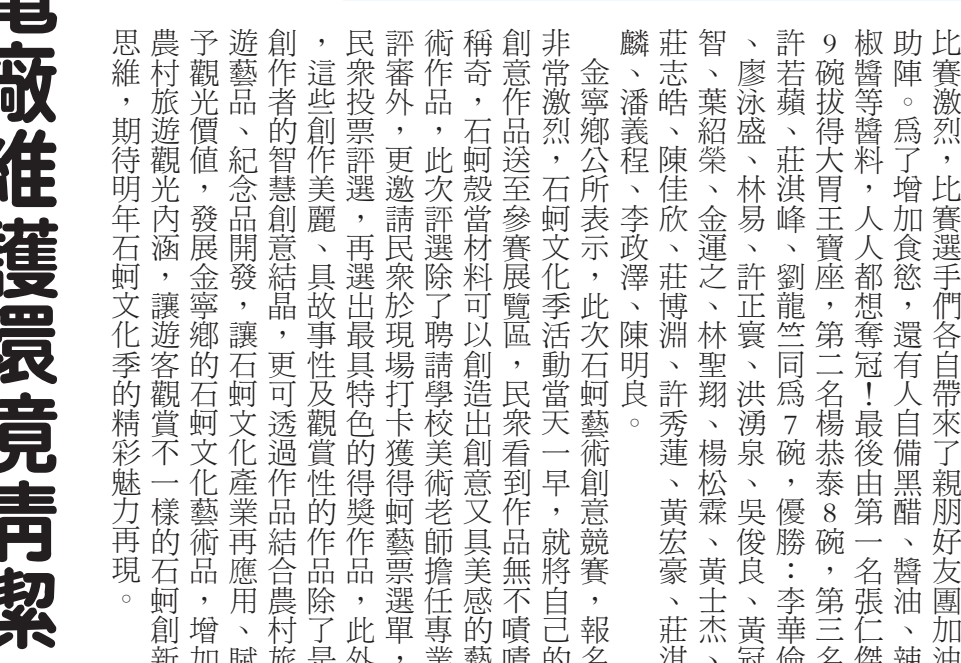 比賽激烈，比賽選手們各自帶來了親朋好友團加油
助陣。為了增加食慾，還有人自備黑醋、醬油、辣
椒醬等醬料，人人都想奪冠！最後由第一名張仁傑
9碗拔得大胃王寶座，第二名楊恭泰8碗，第三名
許若蘋、莊淇峰、劉龍竺同為7碗，優勝：李華倫
、廖泳盛、林易、許正寰、洪湧泉、吳俊良、黃冠
智、葉紹榮、金運之、林聖翔、楊松霖、黃士杰、
莊志皓、陳佳欣、莊博淵、許秀蓮、黃宏豪、莊淇
麟、潘義程、李政澤、陳明良。
金寧鄉公所表示，此次石蚵藝術創意競賽，報名
非常激烈，石蚵文化季活動當天一早，就將自己的
創意作品送至參賽展覽區，民衆看到作品無不嘖嘖
稱奇，石蚵殼當材料可以創造出創意又具美感的藝
術作品，此次評選除了聘請學校美術老師擔任專業
評審外，更邀請民衆於現場打卡獲得蚵藝票選單，
民衆投票評選，再選出最具特色的得獎作品，此外
，這些創作美麗、具故事性及觀賞性的作品除了是
創作者的智慧創意結晶，更可透過作品結合農村旅
遊藝品、紀念品開發，讓石蚵文化產業再應用、賦
予觀光價值，發展金寧鄉的石蚵文化藝術品，增加
農村旅遊觀光內涵，讓遊客觀賞不一樣的石蚵創新
思維，期待明年石蚵文化季的精彩魅力再現。
電廠維護環境清潔